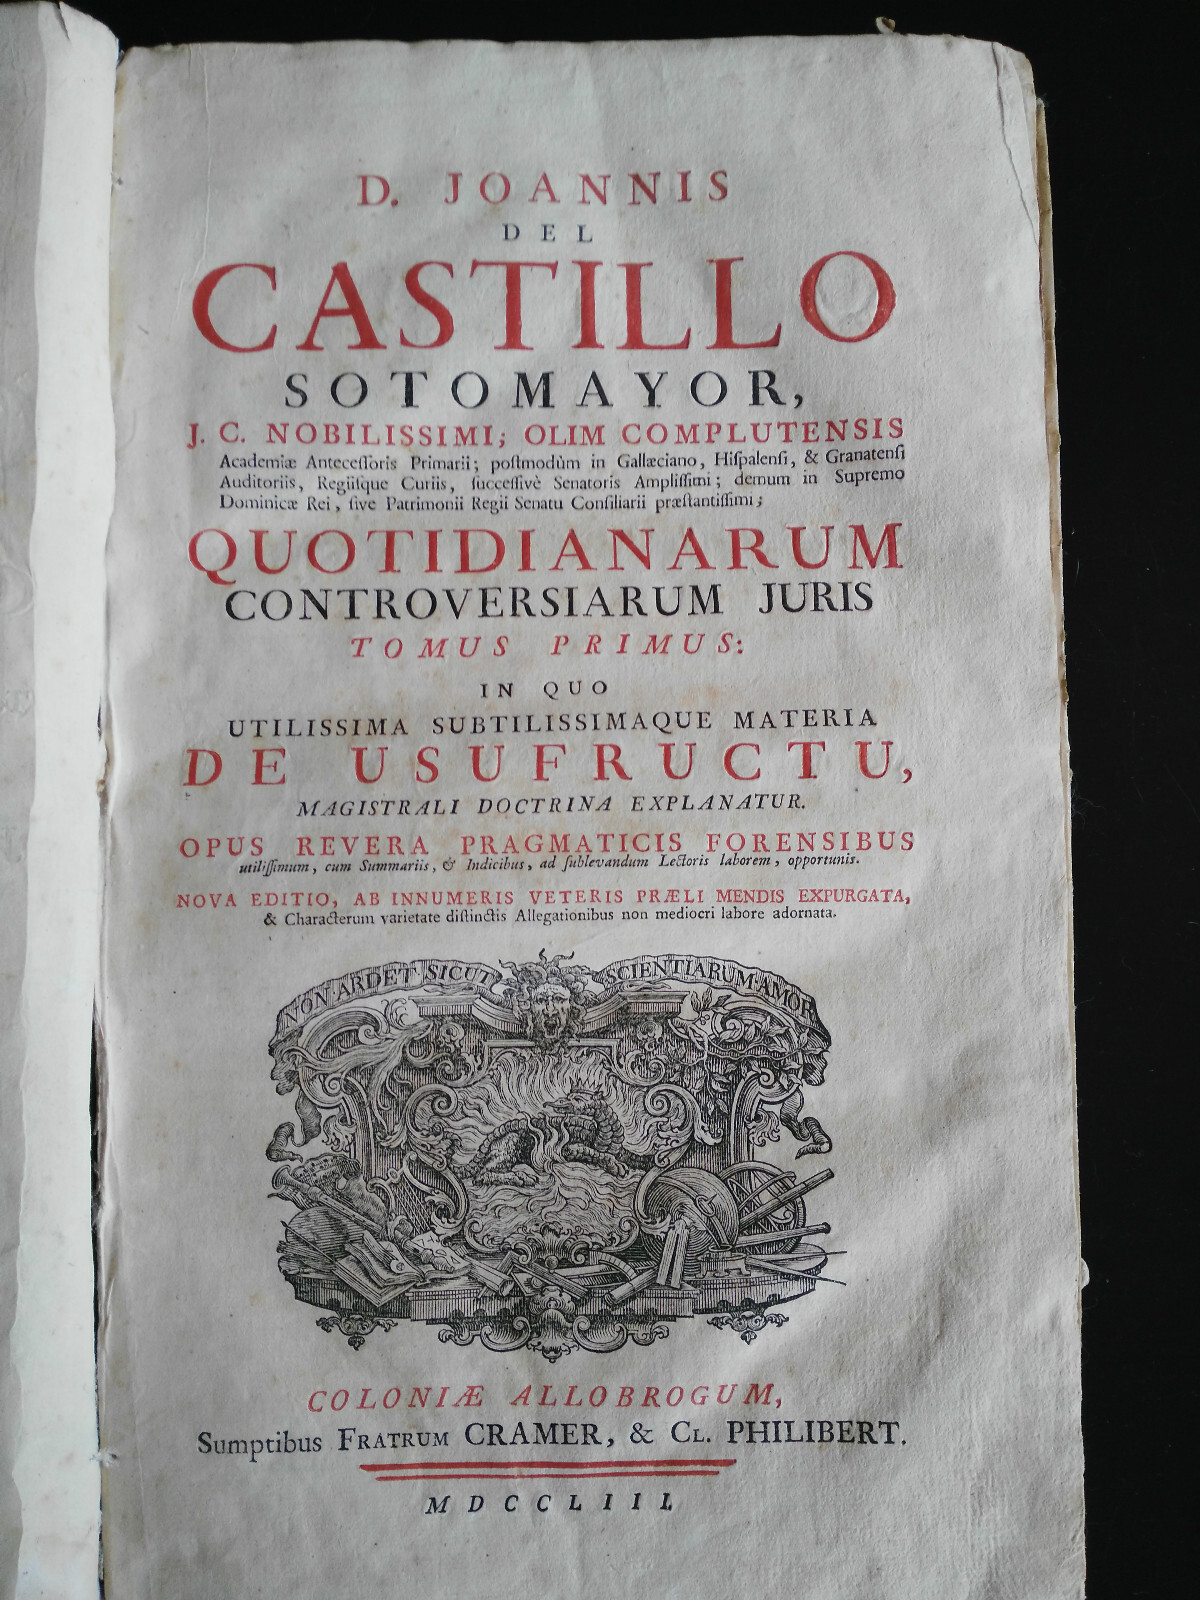 D. JOANNIS
DEL
CASTILLO
SOTOMAYOR,
J. C. NOBILISSIMI; OLIM COMPLUTENSIS
Academiæ Anteceſſoris Primarii; poſtmodùm in Gallæciano, Hiſpalenſi, & Granatenſi
Auditoriis, Regiiſque Curiis, ſucceſſivè Senatoris Ampliſſimi; demum in Supremo
Dominicæ Rei, ſive Patrimonii Regii Senatu Conſiliarii præſtantiſſimi;
QUOTIDIANARUM
CONTROVERSIARUM JURIS
TOMUS PRIMUS:
IN QUO
UTILISSIMA SUBTILISSIMAQUE MATERIA
DE USUFRUCTU,
MAGISTRALI DOCTRINA EXPLANATUR.
OPUS REVERA PRAGMATICIS FORENSIBUS
utiliſſimum, cum Summariis, & Indicibus, ad ſublevandum Lectoris laborem, opportunis.
NOVA EDITIO, AB INNUMERIS VETERIS PRÆLI MENDIS EXPURGATA,
& Characterum varietate diſtinctis Allegationibus non mediocri labore adornata.
NON ARDET SICUT SCIENTIARUM AMOR
COLONIÆ ALLOBROGUM,
Sumptibus FRATRUM CRAMER, & CL. PHILIBERT.
MDCCLIII.